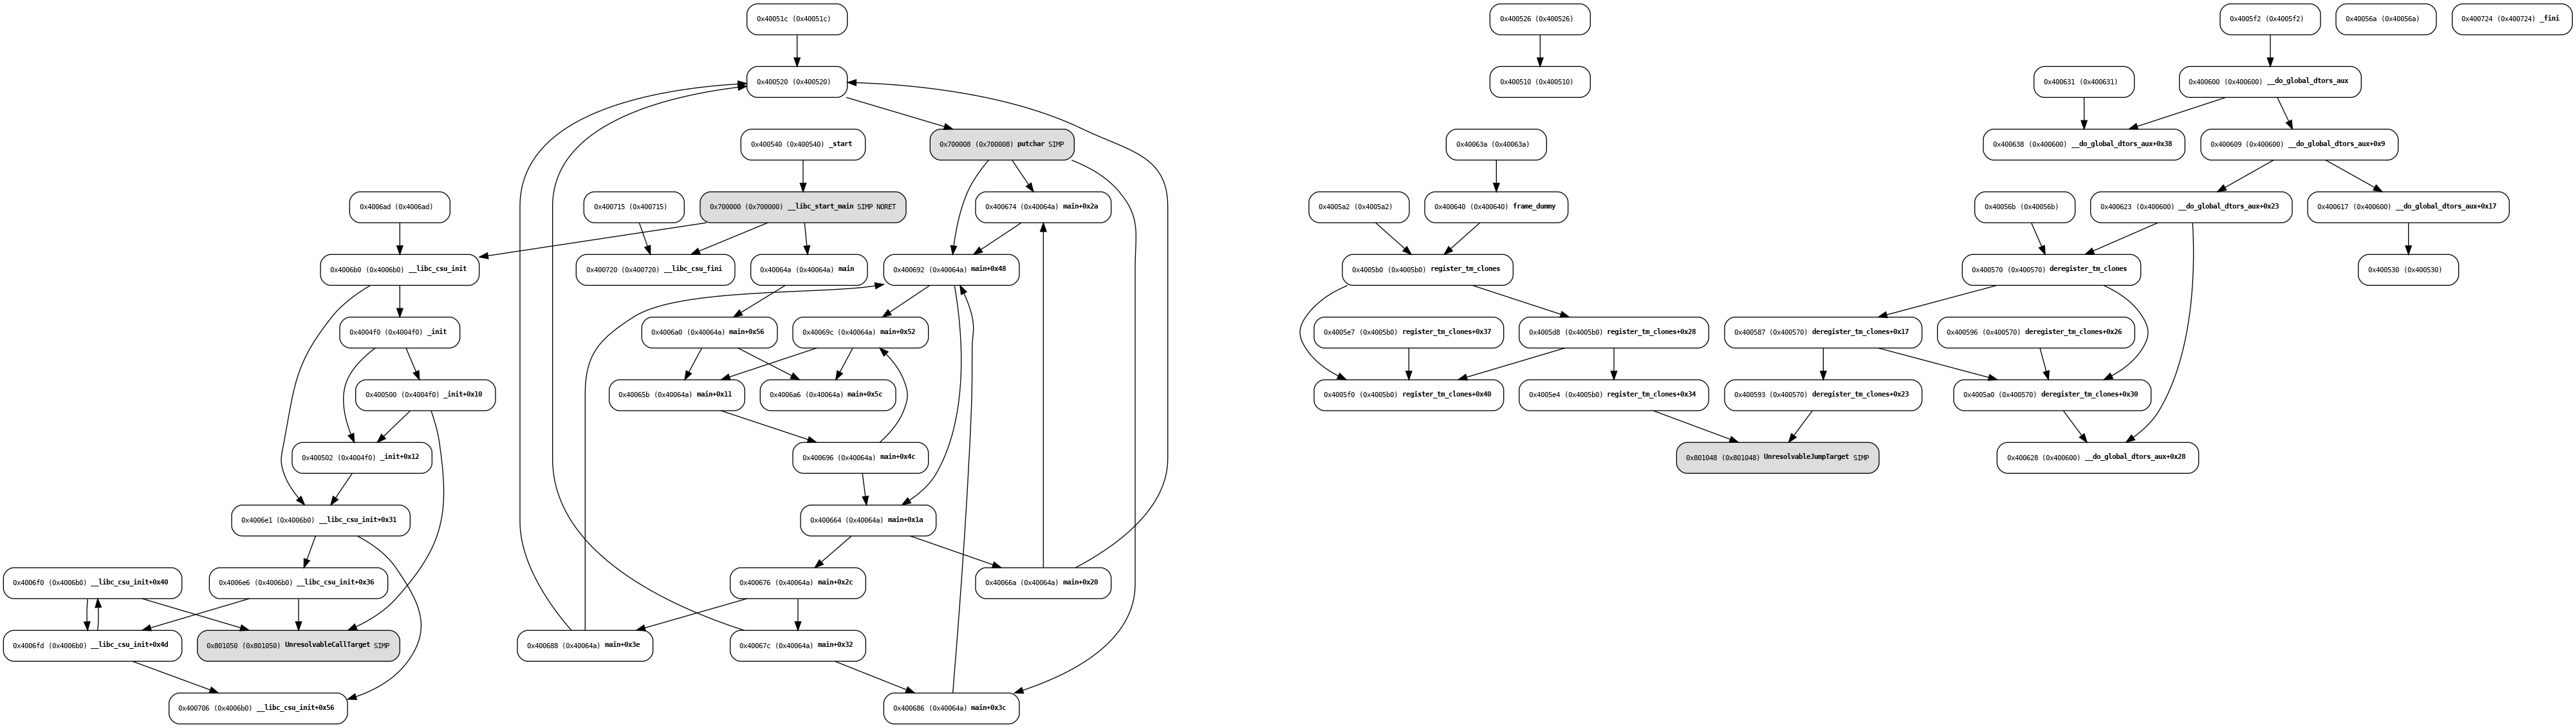 0x40051c (0x40051c)
0x400526 (0x400526)
0x4005f2 (0x4005f2)
0x40056a (0x40056a)
0x400724 (0x400724) _fini
0x400520 (0x400520)
0x400510 (0x400510)
0x400631 (0x400631)
0x400600 (0x400600) __do_global_dtors_aux
0x400540 (0x400540) _start
0x700008 (0x700008) putchar SIMP
0x40063a (0x40063a)
0x400638 (0x400600) __do_global_dtors_aux+0x38
0x400609 (0x400600) __do_global_dtors_aux+0x9
0x4006ad (0x4006ad)
0x400715 (0x400715)
0x700000 (0x700000) __libc_start_main SIMP NORET
0x400674 (0x40064a) main+0x2a
0x4005a2 (0x4005a2)
0x400640 (0x400640) frame_dummy
0x40056b (0x40056b)
0x400623 (0x400600) __do_global_dtors_aux+0x23
0x400617 (0x400600) __do_global_dtors_aux+0x17
0x4006b0 (0x4006b0) __libc_csu_init
0x400720 (0x400720) __libc_csu_fini
0x40064a (0x40064a) main
0x400692 (0x40064a) main+0x48
0x4005b0 (0x4005b0) register_tm_clones
0x400570 (0x400570) deregister_tm_clones
0x400530 (0x400530)
0x4004f0 (0x4004f0) _init
0x4006a0 (0x40064a) main+0x56
0x40069c (0x40064a) main+0x52
0x4005e7 (0x4005b0) register_tm_clones+0x37
0x4005d8 (0x4005b0) register_tm_clones+0x28
0x400587 (0x400570) deregister_tm_clones+0x17
0x400596 (0x400570) deregister_tm_clones+0x26
0x400500 (0x4004f0) _init+0x10
0x40065b (0x40064a) main+0x11
0x4006a6 (0x40064a) main+0x5c
0x4005f0 (0x4005b0) register_tm_clones+0x40
0x4005e4 (0x4005b0) register_tm_clones+0x34
0x400593 (0x400570) deregister_tm_clones+0x23
0x4005a0 (0x400570) deregister_tm_clones+0x30
0x400502 (0x4004f0) _init+0x12
0x400696 (0x40064a) main+0x4c
0x801048 (0x801048) UnresolvableJumpTarget SIMP
0x400628 (0x400600) __do_global_dtors_aux+0x28
0x4006e1 (0x4006b0) __libc_csu_init+0x31
0x400664 (0x40064a) main+0x1a
0x4006f0 (0x4006b0) __libc_csu_init+0x40
0x4006e6 (0x4006b0) __libc_csu_init+0x36
0x400676 (0x40064a) main+0x2c
0x40066a (0x40064a) main+0x20
0x4006fd (0x4006b0) __libc_csu_init+0x4d
0x801050 (0x801050) UnresolvableCallTarget SIMP
0x400688 (0x40064a) main+0x3e
0x40067c (0x40064a) main+0x32
0x400706 (0x4006b0) __libc_csu_init+0x56
0x400686 (0x40064a) main+0x3c